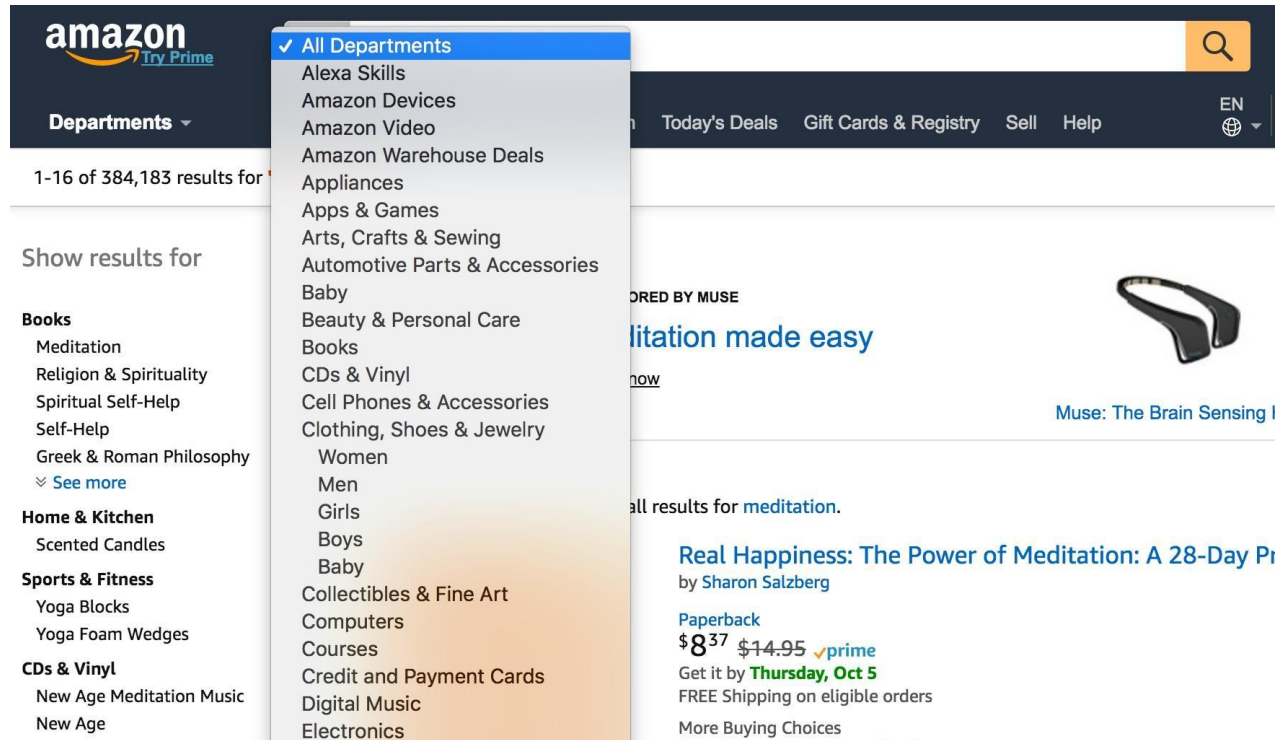 amazon
Try Prime
✓ All Departments
Alexa Skills
Amazon Devices
Amazon Video
Amazon Warehouse Deals
Appliances
Apps & Games
Arts, Crafts & Sewing
Automotive Parts & Accessories
Baby
Beauty & Personal Care
Books
CDs & Vinyl
Cell Phones & Accessories
Clothing, Shoes & Jewelry
Women
Men
Girls
Boys
Baby
Collectibles & Fine Art
Computers
Courses
Credit and Payment Cards
Digital Music
Electronics
Departments
Today's Deals Gift Cards & Registry Sell Help
EN
1-16 of 384,183 results for
Show results for
Books
Meditation
Religion & Spirituality
Spiritual Self-Help
Self-Help
Greek & Roman Philosophy
See more
Home & Kitchen
Scented Candles
Sports & Fitness
Yoga Blocks
Yoga Foam Wedges
CDs & Vinyl
New Age Meditation Music
New Age
ORED BY MUSE
ditation made easy
now
Muse: The Brain Sensing
all results for meditation.
Real Happiness: The Power of Meditation: A 28-Day Pr
by Sharon Salzberg
Paperback
$8 37 $14.95 prime
Get it by Thursday, Oct 5
FREE Shipping on eligible orders
More Buying Choices